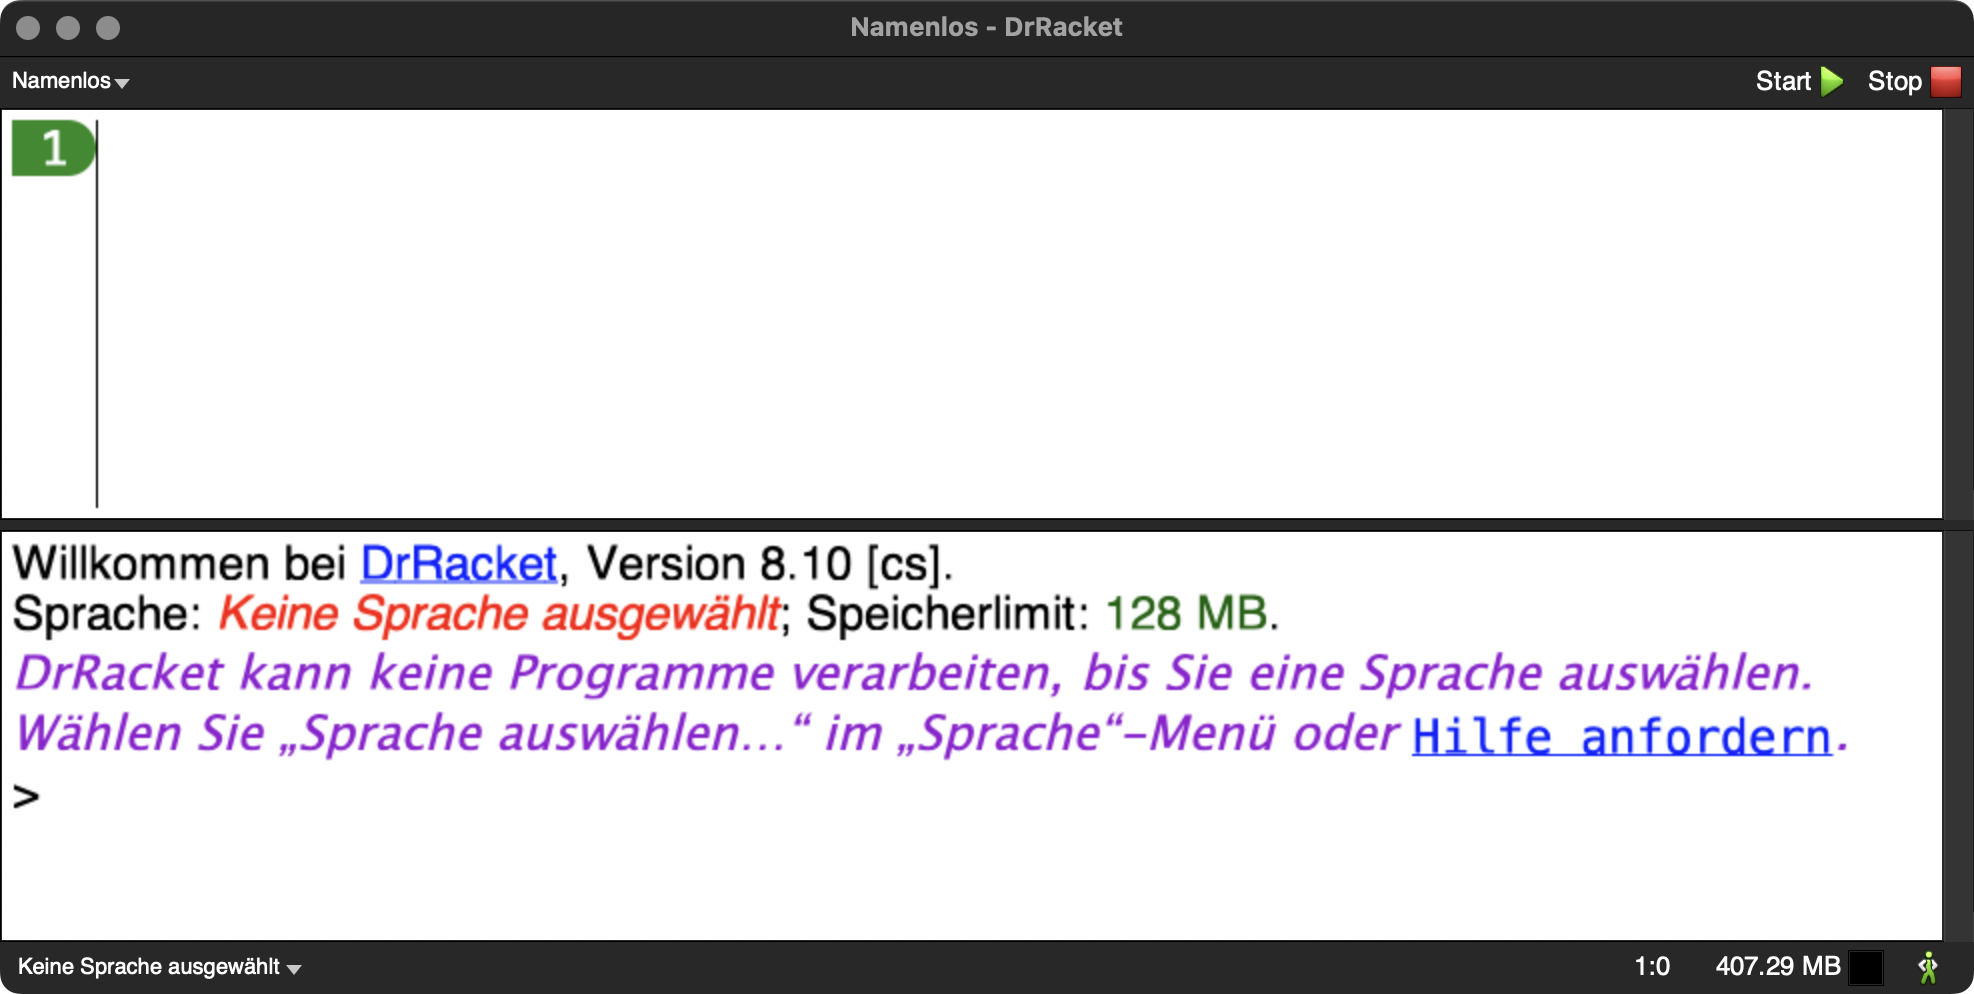 Namenlos - DrRacket
Namenlos
Start Stop
1
Willkommen bei DrRacket, Version 8.10 [cs].
Sprache: Keine Sprache ausgewählt; Speicherlimit: 128 MB.
DrRacket kann keine Programme verarbeiten, bis Sie eine Sprache auswählen.
Wählen Sie „Sprache auswählen…“ im „Sprache“-Menü oder Hilfe anfordern.
>
Keine Sprache ausgewählt 1:0 407.29 MB